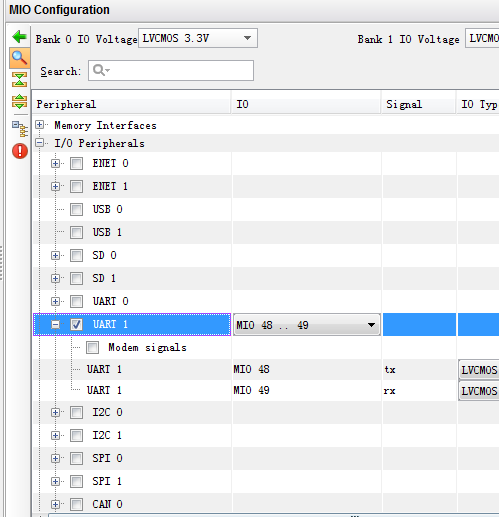 MIO Configuration
Bank 0 IO Voltage LVCMOS 3.3V Bank 1 IO Voltage LVCMO
Search:
Peripheral IO Signal IO Typ
Memory Interfaces
I/O Peripherals
ENET 0
ENET 1
USB 0
USB 1
SD 0
SD 1
UART 0
UART 1 MIO 48 .. 49
Modem signals
UART 1 MIO 48 tx LVCMOS
UART 1 MIO 49 rx LVCMOS
I2C 0
I2C 1
SPI 0
SPI 1
CAN 0